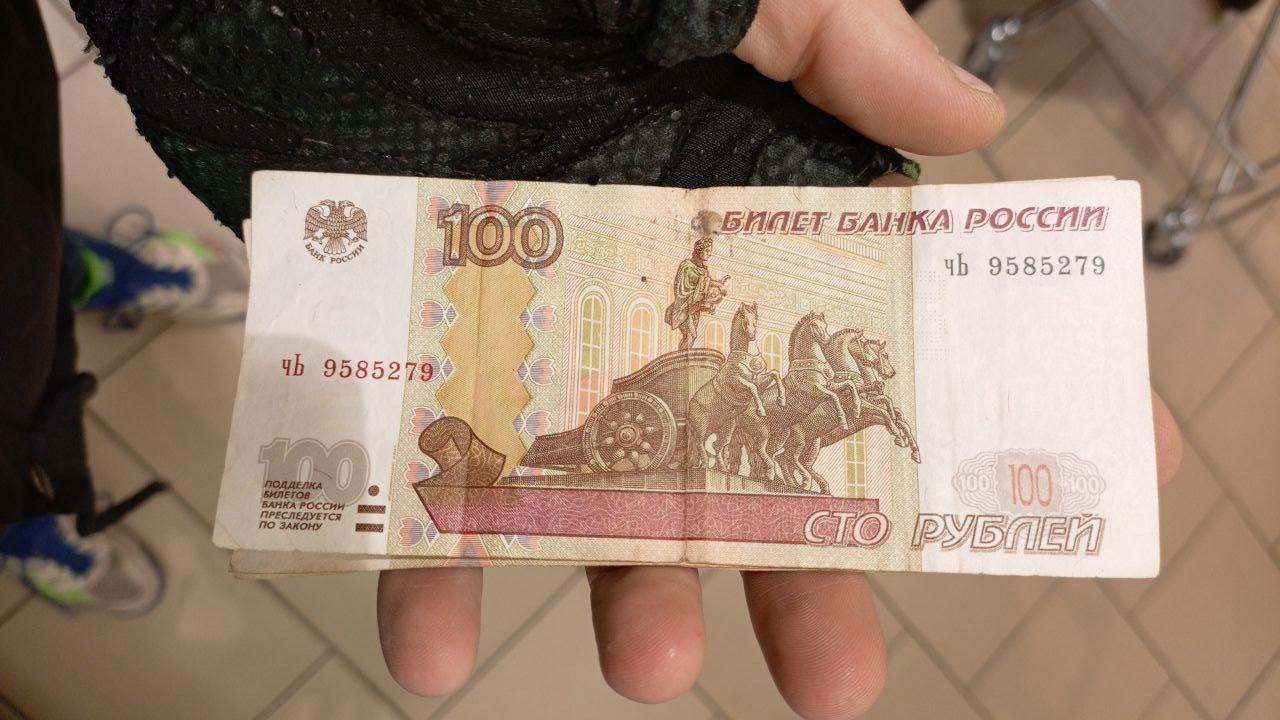 БАНК РОССИИ
100
БИЛЕТ БАНКА РОССИИ
чЬ 9585279
чЬ 9585279
100
ПОДДЕЛКА
БИЛЕТОВ
БАНКА РОССИИ
ПРЕСЛЕДУЕТСЯ
ПО ЗАКОНУ
100 100 100
СТО РУБЛЕЙ